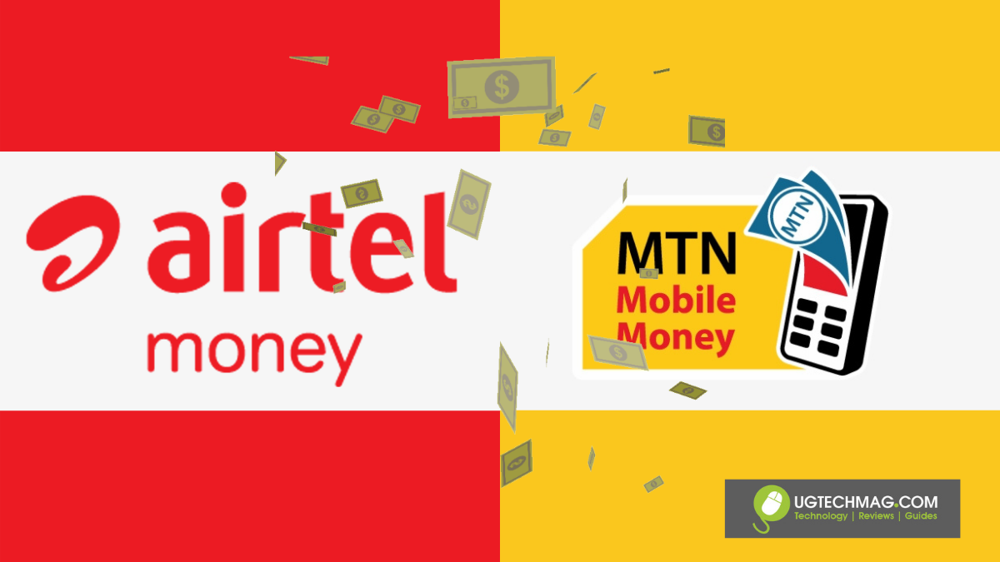 airtel
money
MTN
Mobile
Money
MTN
UGTECHMAG.COM
Technology | Reviews | Guides